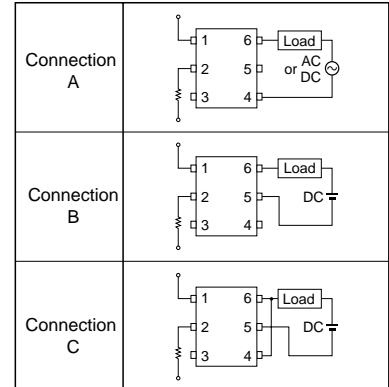 Connection
A
1 6 Load
2 5 or AC
DC
3 4
Connection
B
1 6 Load
2 5 DC
3 4
Connection
C
1 6 Load
2 5 DC
3 4